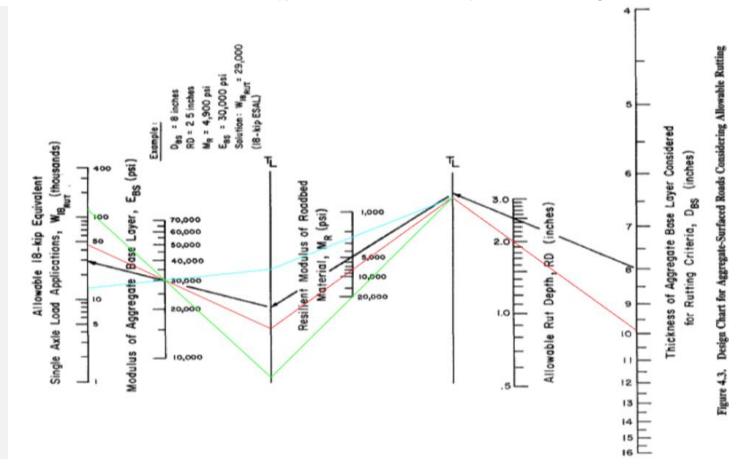 Allowable 18-kip Equivalent
Single Axle Load Applications, W18RUT (thousands)
400
100
50
10
5
1
Modulus of Aggregate Base Layer, EBS (psi)
70,000
60,000
50,000
40,000
30,000
20,000
10,000
Example:
DBS = 8 inches
RD = 2.5 inches
MR = 4,900 psi
EBS = 30,000 psi
Solution: W18RUT = 29,000
(18-kip ESAL)
TL
Resilient Modulus of Roadbed
Material, MR (psi)
1,000
5,000
10,000
20,000
TL
3.0
2.0
1.0
.5
Allowable Rut Depth, RD (inches)
4
5
6
7
8
9
10
11
12
13
14
15
16
Thickness of Aggregate Base Layer Considered
for Rutting Criteria, DBS (inches)
Figure 4.3. Design Chart for Aggregate-Surfaced Roads Considering Allowable Rutting